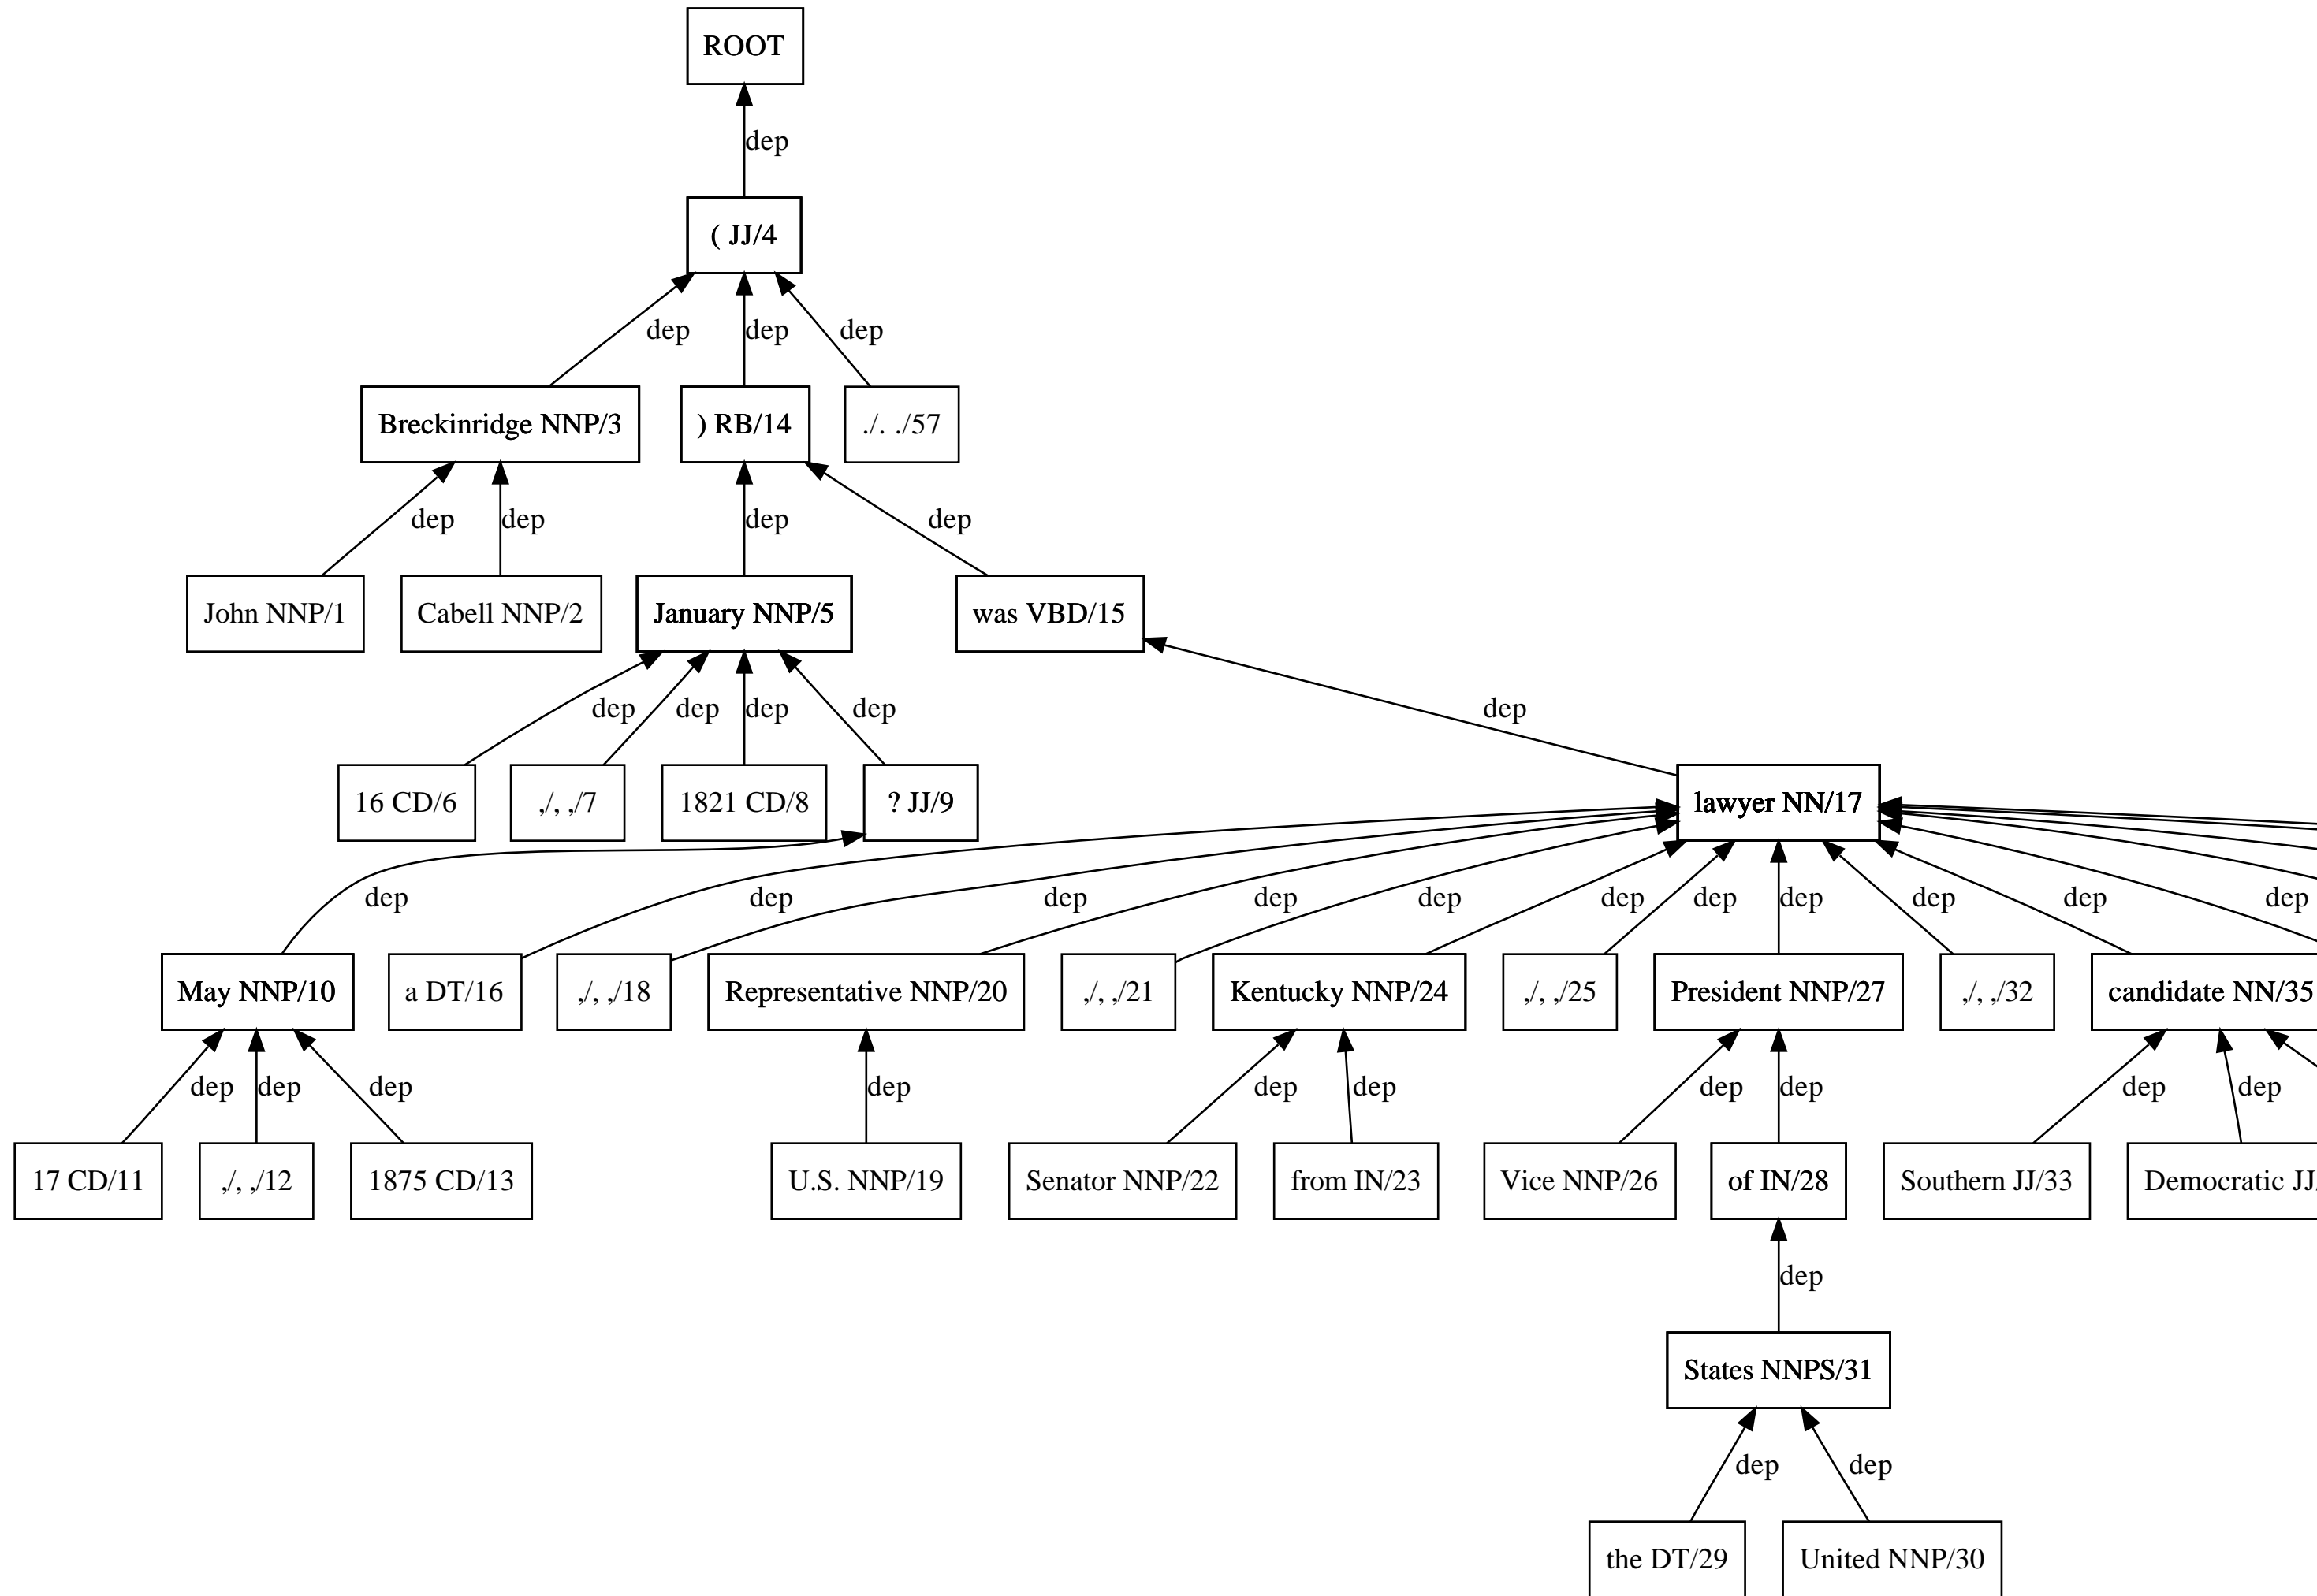 ROOT
dep
( JJ/4
dep dep dep
Breckinridge NNP/3 ) RB/14 ./. ./57
dep dep dep dep
John NNP/1 Cabell NNP/2 January NNP/5 was VBD/15
dep dep dep dep dep
16 CD/6 ,/, ,/7 1821 CD/8 ? JJ/9 lawyer NN/17
dep dep dep dep dep dep dep dep dep dep dep
May NNP/10 a DT/16 ,/, ,/18 Representative NNP/20 ,/, ,/21 Kentucky NNP/24 ,/, ,/25 President NNP/27 ,/, ,/32 candidate NN/35
dep dep dep dep dep dep dep dep dep dep
17 CD/11 ,/, ,/12 1875 CD/13 U.S. NNP/19 Senator NNP/22 from IN/23 Vice NNP/26 of IN/28 Southern JJ/33 Democratic JJ
dep
States NNPS/31
dep dep
the DT/29 United NNP/30